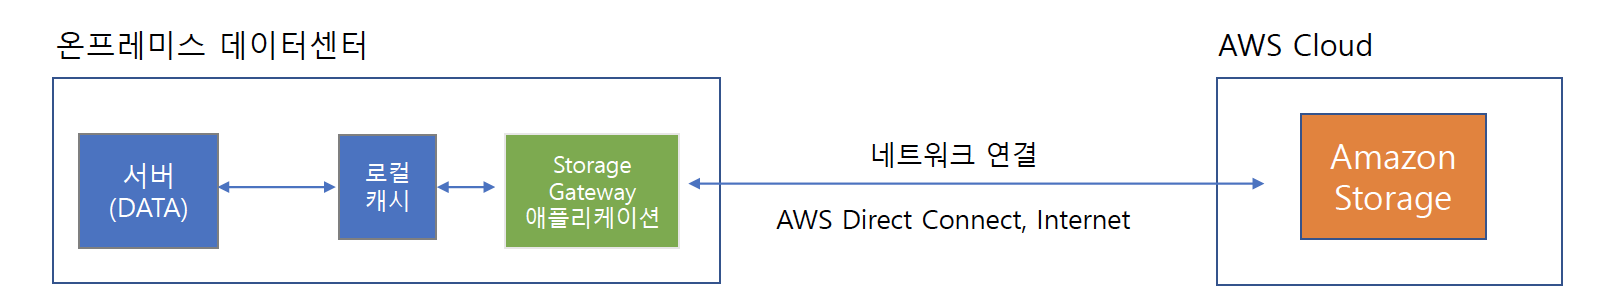 온프레미스 데이터센터
AWS Cloud
서버
(DATA)
로컬
캐시
Storage
Gateway
애플리케이션
네트워크 연결
AWS Direct Connect, Internet
Amazon
Storage